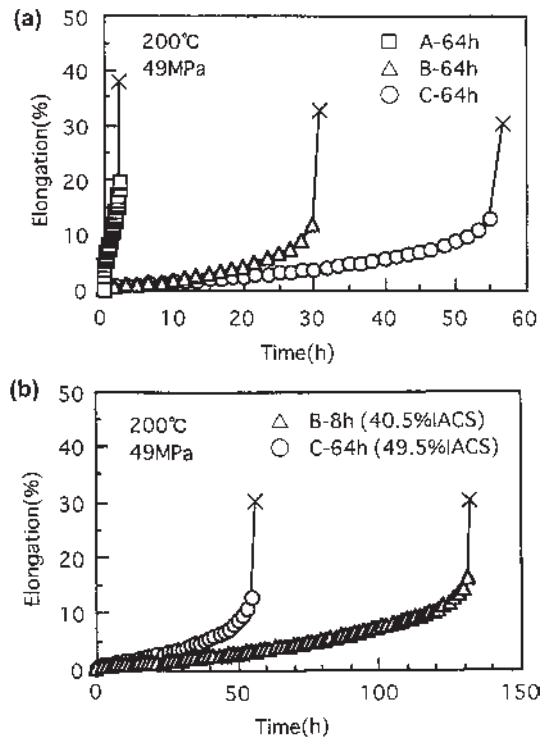 (a)
50
40
30
20
10
0
Elongation(%)
200℃
49MPa
A-64h
B-64h
C-64h
0 10 20 30 40 50 60
Time(h)
(b)
50
40
30
20
10
0
Elongation(%)
200℃
49MPa
B-8h (40.5%IACS)
C-64h (49.5%IACS)
0 50 100 150
Time(h)